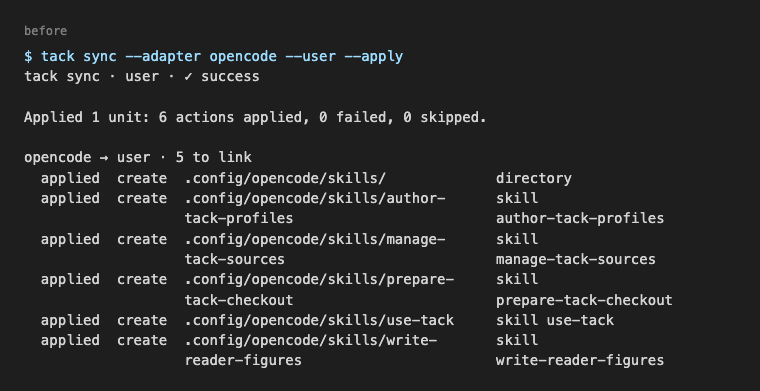 before
$ tack sync --adapter opencode --user --apply
tack sync · user · ✓ success
Applied 1 unit: 6 actions applied, 0 failed, 0 skipped.
opencode → user · 5 to link
applied create .config/opencode/skills/ directory
applied create .config/opencode/skills/author- skill
tack-profiles author-tack-profiles
applied create .config/opencode/skills/manage- skill
tack-sources manage-tack-sources
applied create .config/opencode/skills/prepare- skill
tack-checkout prepare-tack-checkout
applied create .config/opencode/skills/use-tack skill use-tack
applied create .config/opencode/skills/write- skill
reader-figures write-reader-figures